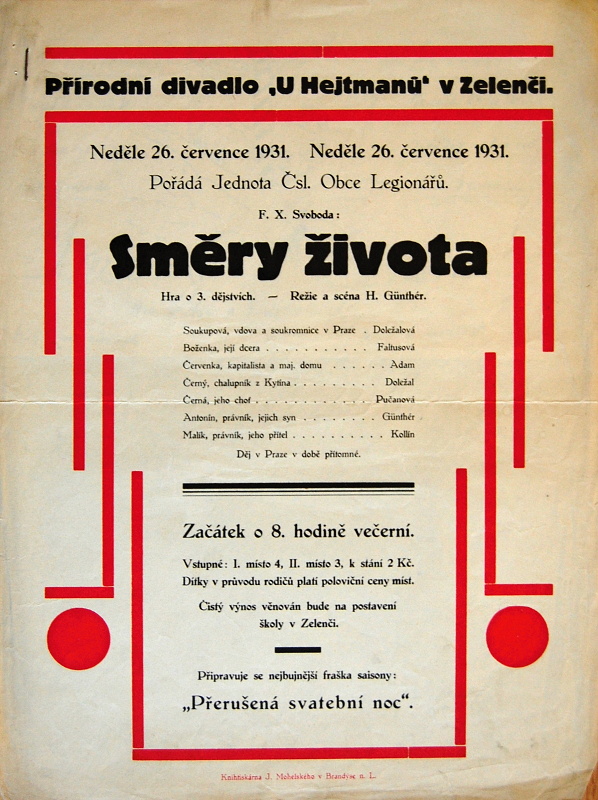 Přírodní divadlo „U Hejtmanů“ v Zelenči.
Neděle 26. července 1931. Neděle 26. července 1931.
Pořádá Jednota Čsl. Obce Legionářů.
F. X. Svoboda:
Směry života
Hra o 3. dějstvích. — Režie a scéna H. Günthér.
Soukupová, vdova a soukromnice v Praze . Doležalová
Boženka, její dcera . . . . . . . . . . . Faltusová
Červenka, kapitalista a maj. domu . . . . . . Adam
Černý, chalupník z Kytína . . . . . . . . . Doležal
Černá, jeho choť . . . . . . . . . . . . Pučanová
Antonín, právník, jejich syn . . . . . . . . Günthér
Malík, právník, jeho přítel . . . . . . . . . Kollín
Děj v Praze v době přítomné.
Začátek o 8. hodině večerní.
Vstupné: I. místo 4, II. místo 3, k stání 2 Kč.
Dítky v průvodu rodičů platí poloviční ceny míst.
Čistý výnos věnován bude na postavení
školy v Zelenči.
Připravuje se nejbujnější fraška saisony:
„Přerušená svatební noc“.
Knihtiskárna J. Mohelského v Brandýse n. L.